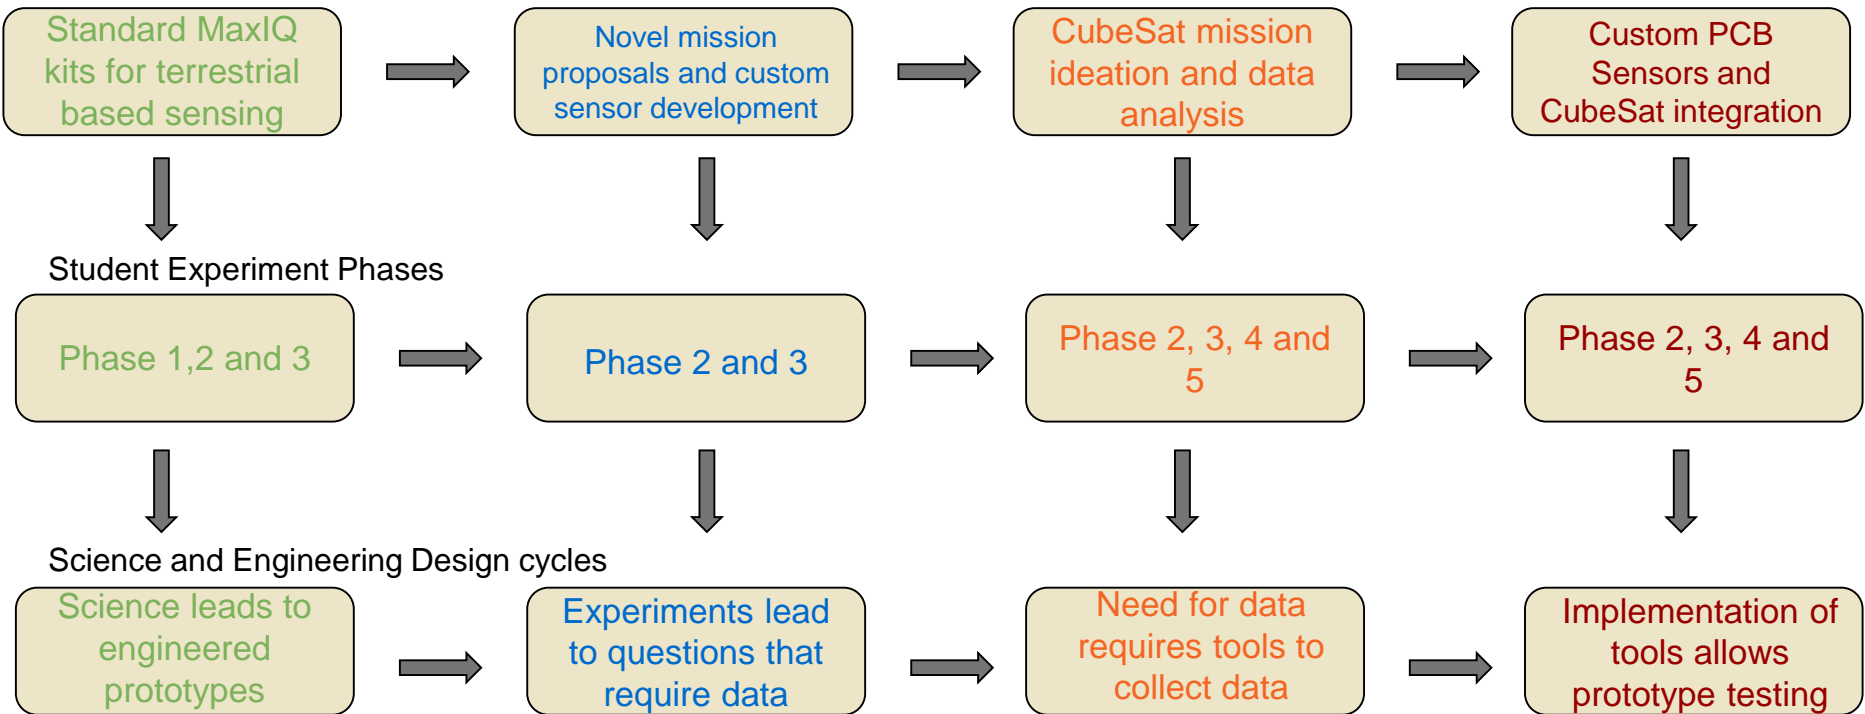 Standard MaxIQ
kits for terrestrial
based sensing
Novel mission
proposals and custom
sensor development
CubeSat mission
ideation and data
analysis
Custom PCB
Sensors and
CubeSat integration
Student Experiment Phases
Phase 1,2 and 3
Phase 2 and 3
Phase 2, 3, 4 and
5
Phase 2, 3, 4 and
5
Science and Engineering Design cycles
Science leads to
engineered
prototypes
Experiments lead
to questions that
require data
Need for data
requires tools to
collect data
Implementation of
tools allows
prototype testing